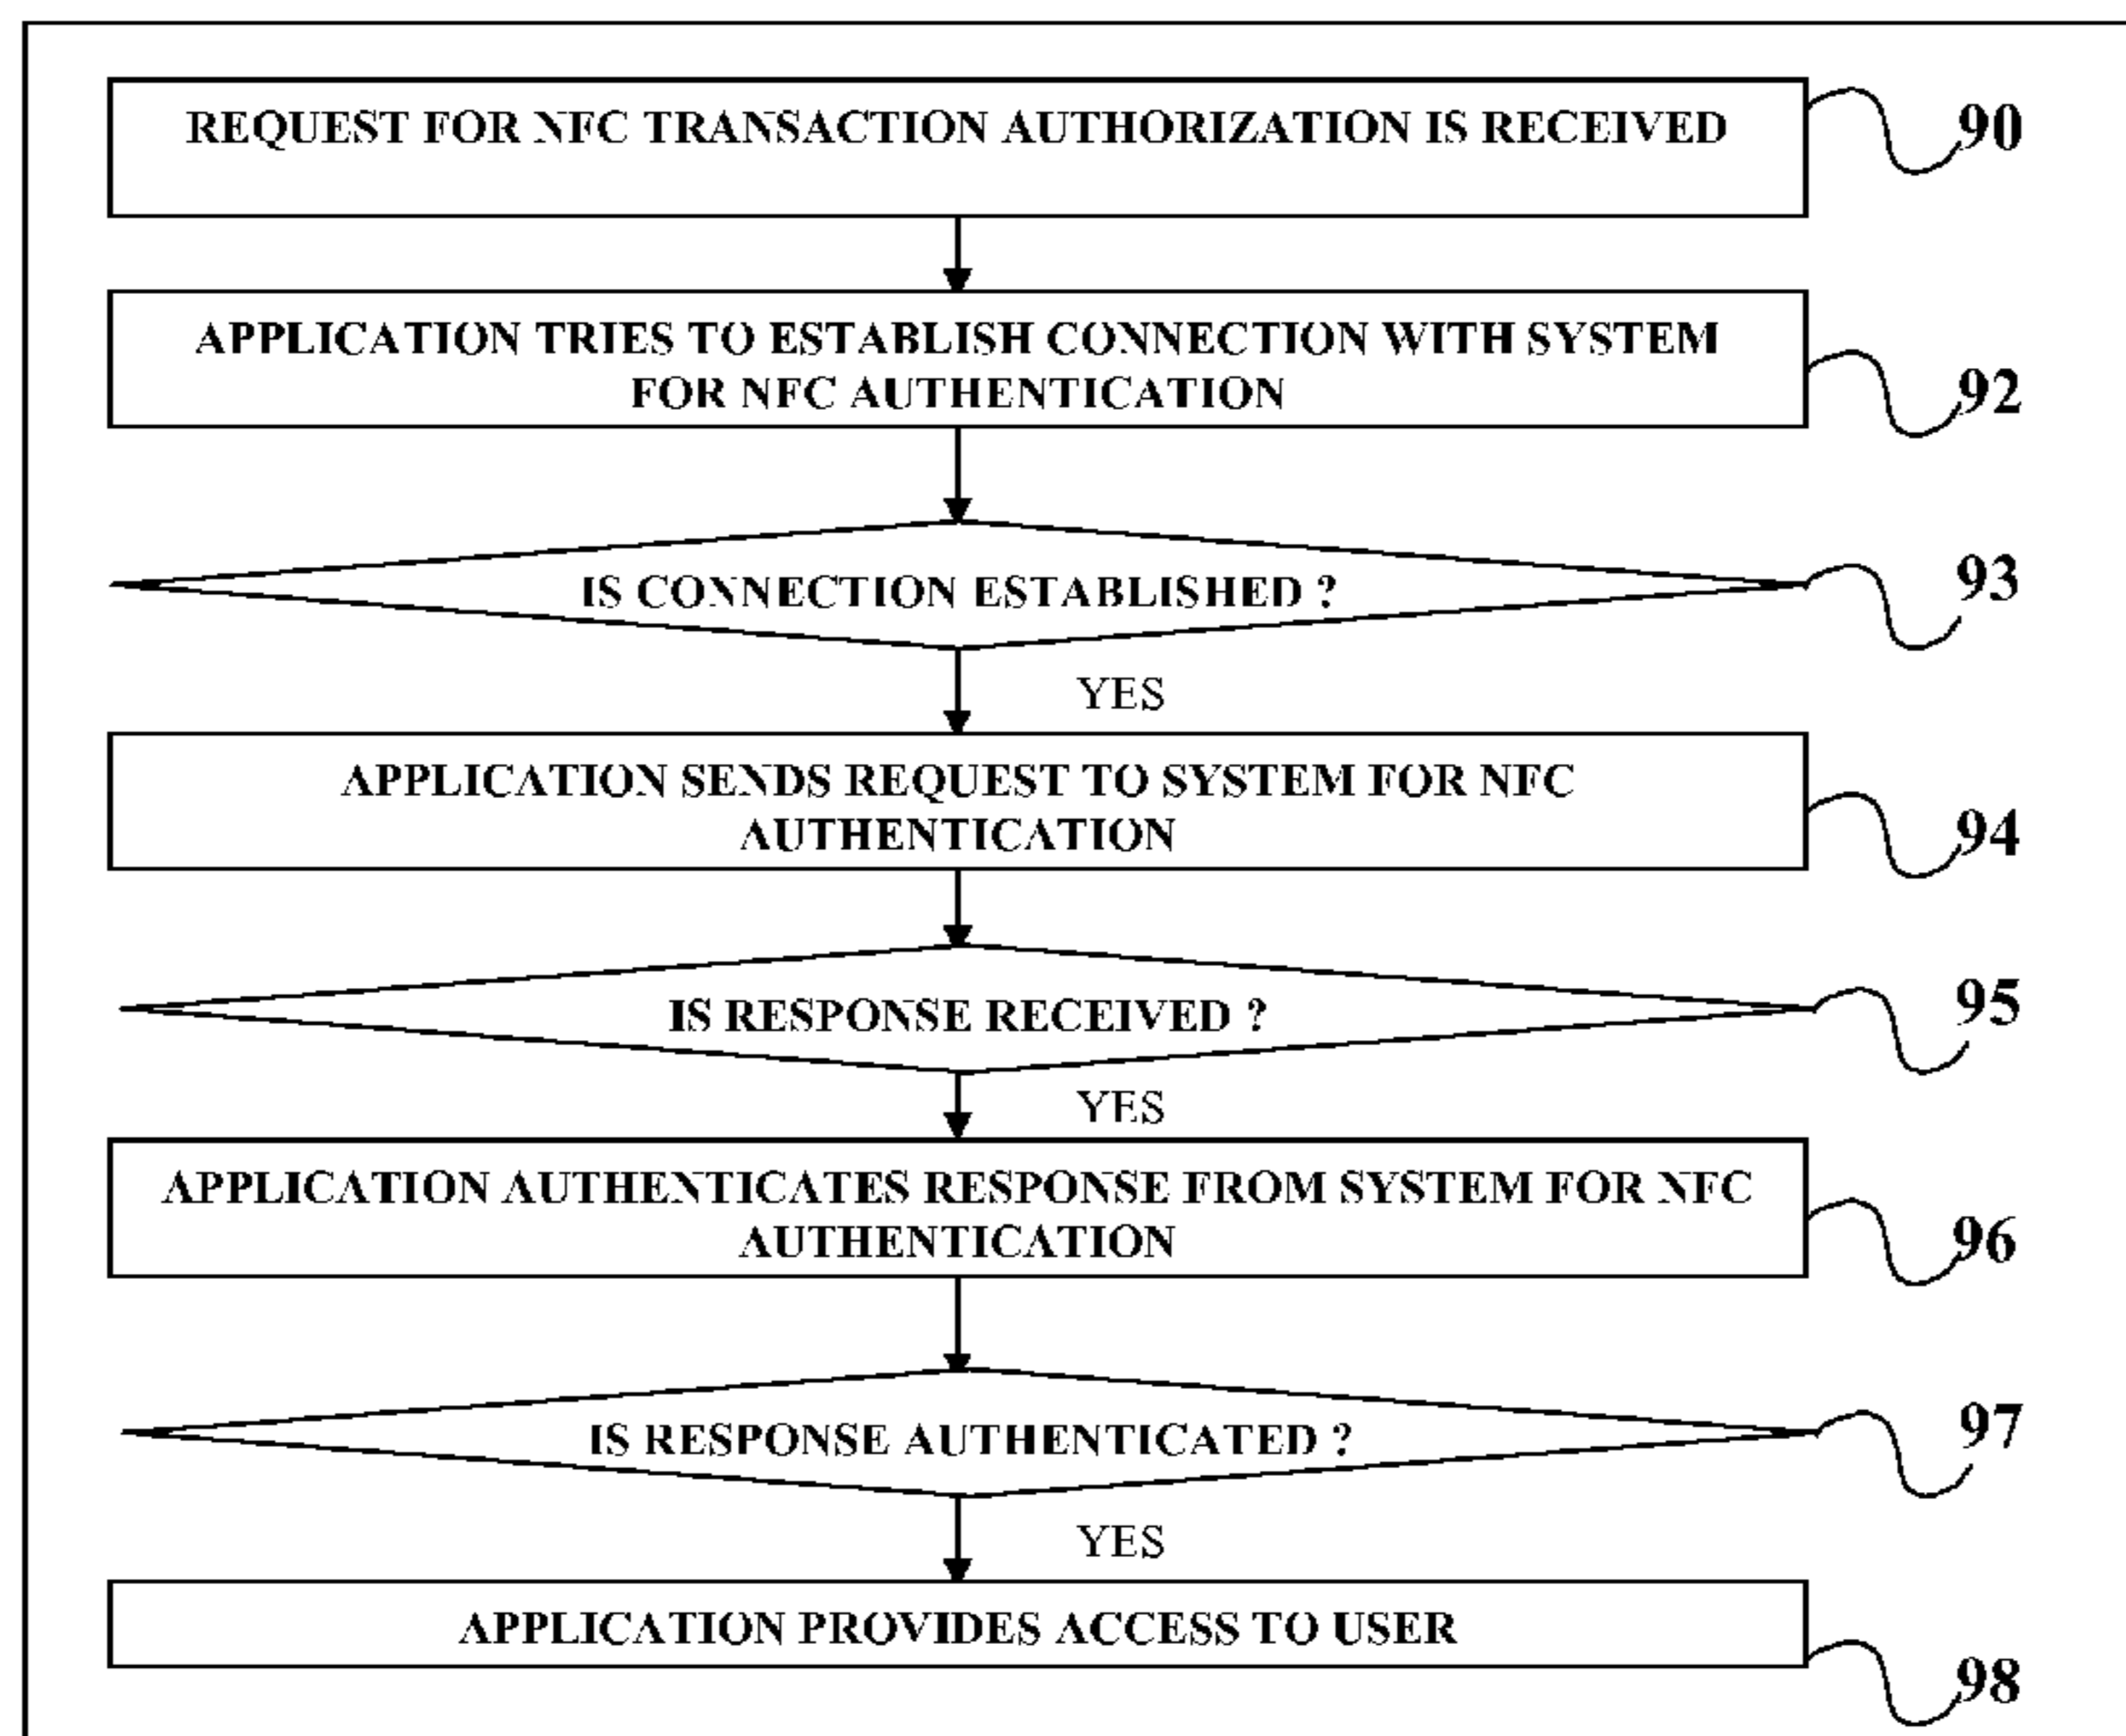 REQUEST FOR NFC TRANSACTION AUTHORIZATION IS RECEIVED
90
APPLICATION TRIES TO ESTABLISH CONNECTION WITH SYSTEM
FOR NFC AUTHENTICATION
92
IS CONNECTION ESTABLISHED ?
93
YES
APPLICATION SENDS REQUEST TO SYSTEM FOR NFC
AUTHENTICATION
94
IS RESPONSE RECEIVED ?
95
YES
APPLICATION AUTHENTICATES RESPONSE FROM SYSTEM FOR NFC
AUTHENTICATION
96
IS RESPONSE AUTHENTICATED ?
97
YES
APPLICATION PROVIDES ACCESS TO USER
98